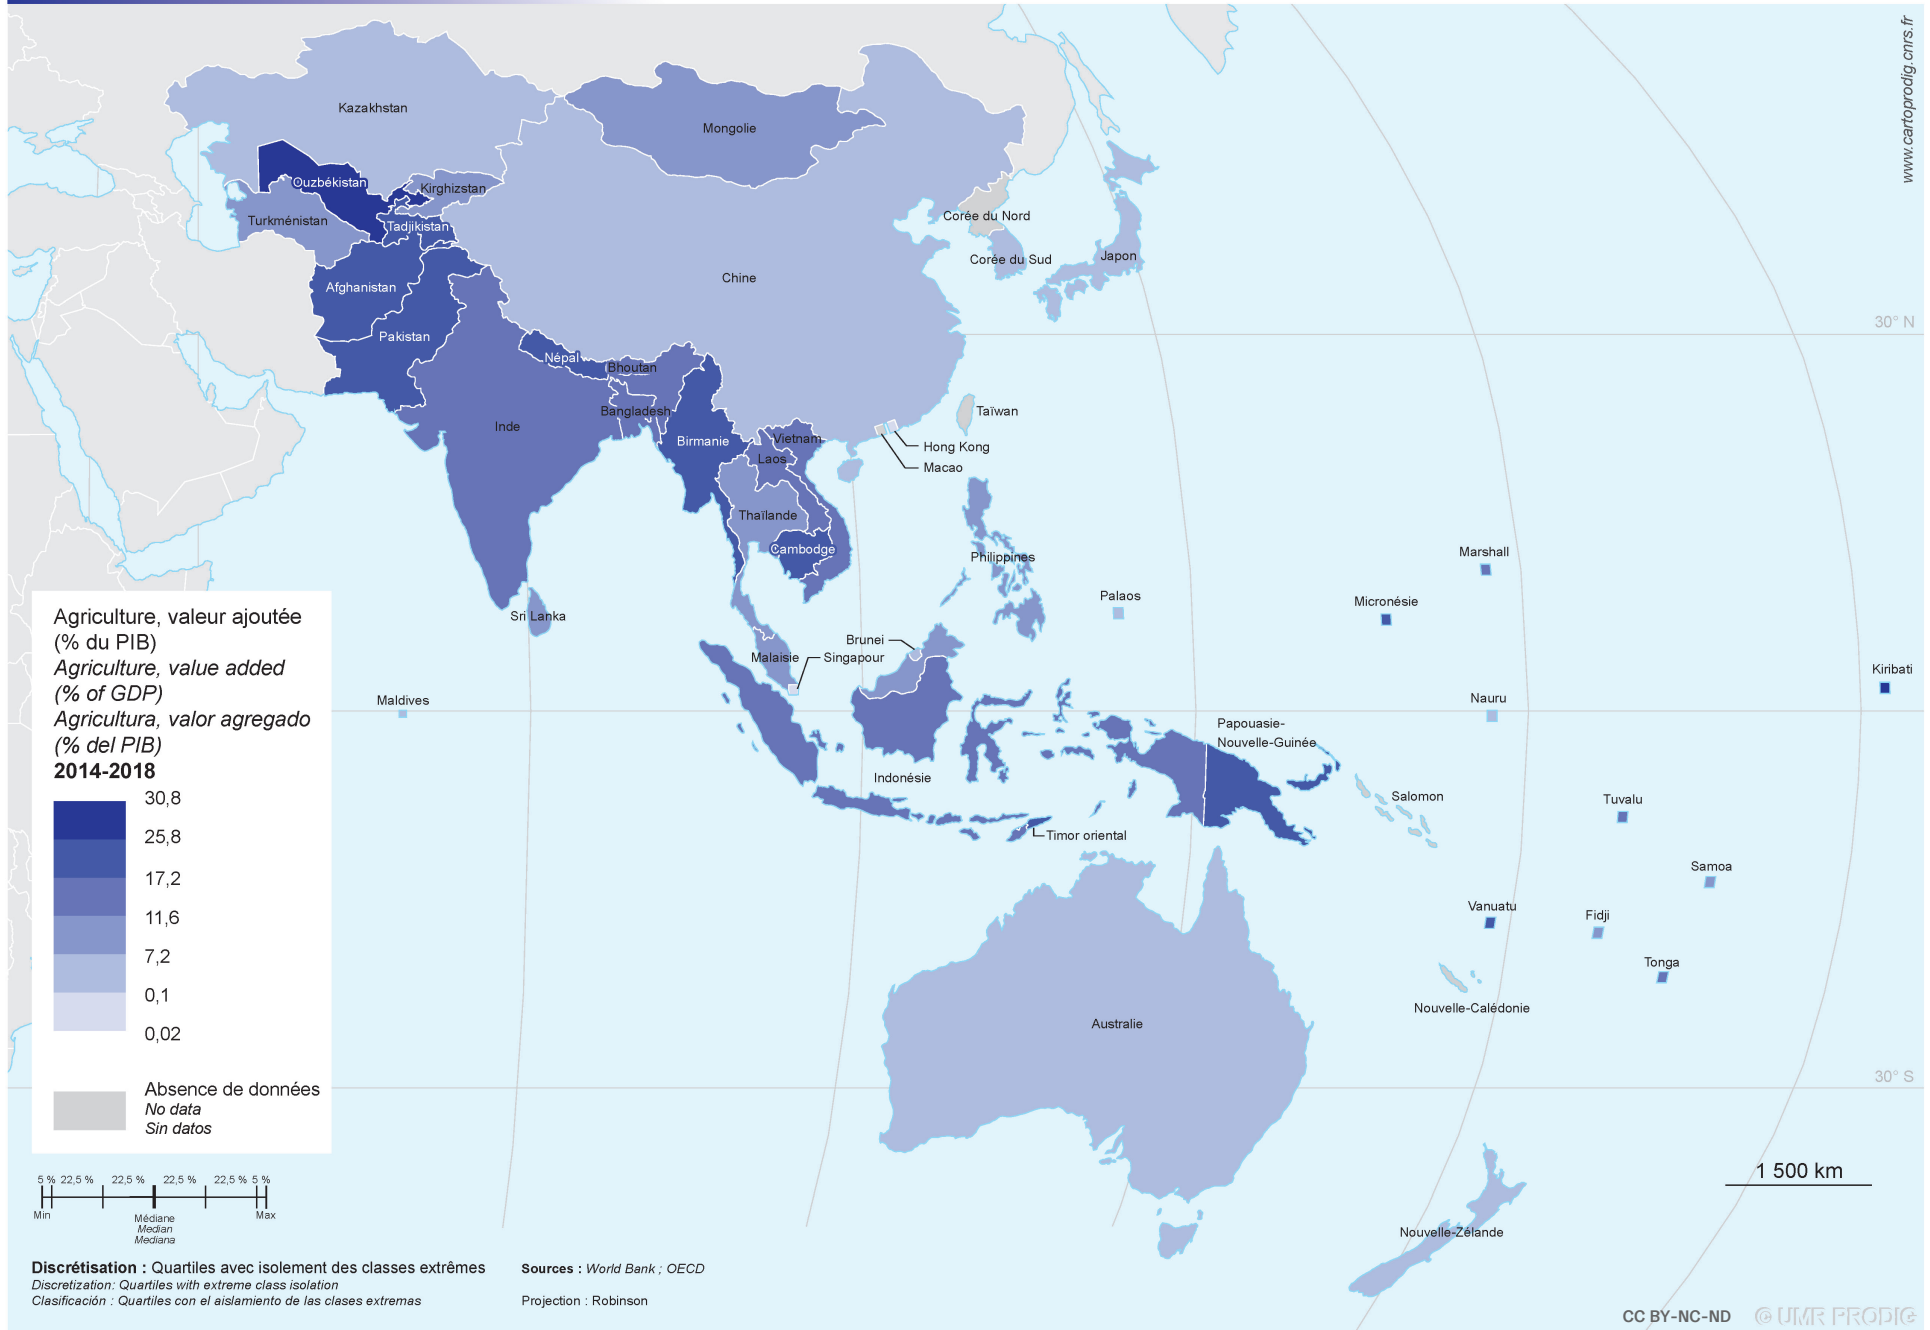 www.cartoprodig.cnrs.fr
Kazakhstan
Mongolie
Ouzbékistan
Kirghizstan
Turkménistan
Tadjikistan
Corée du Nord
Corée du Sud
Japon
Chine
Afghanistan
Pakistan
30° N
Népal
Bhoutan
Bangladesh
Inde
Taïwan
Birmanie
Vietnam
Hong Kong
Laos
Macao
Thaïlande
Cambodge
Philippines
Marshall
Palaos
Micronésie
Sri Lanka
Brunei
Malaisie
Singapour
Kiribati
Maldives
Nauru
Papouasie-
Nouvelle-Guinée
Indonésie
Salomon
Tuvalu
Timor oriental
Samoa
Vanuatu
Fidji
Tonga
Nouvelle-Calédonie
Australie
30° S
Nouvelle-Zélande
1 500 km
Agriculture, valeur ajoutée
(% du PIB)
Agriculture, value added
(% of GDP)
Agricultura, valor agregado
(% del PIB)
2014-2018
30,8
25,8
17,2
11,6
7,2
0,1
0,02
Absence de données
No data
Sin datos
5 % 22,5 % 22,5 % 22,5 % 22,5 % 5 %
Min Max
Médiane
Median
Mediana
Discrétisation : Quartiles avec isolement des classes extrêmes
Discretization: Quartiles with extreme class isolation
Clasificación : Quartiles con el aislamiento de las clases extremas
Sources : World Bank ; OECD
Projection : Robinson
CC BY-NC-ND © UMR PRODIG